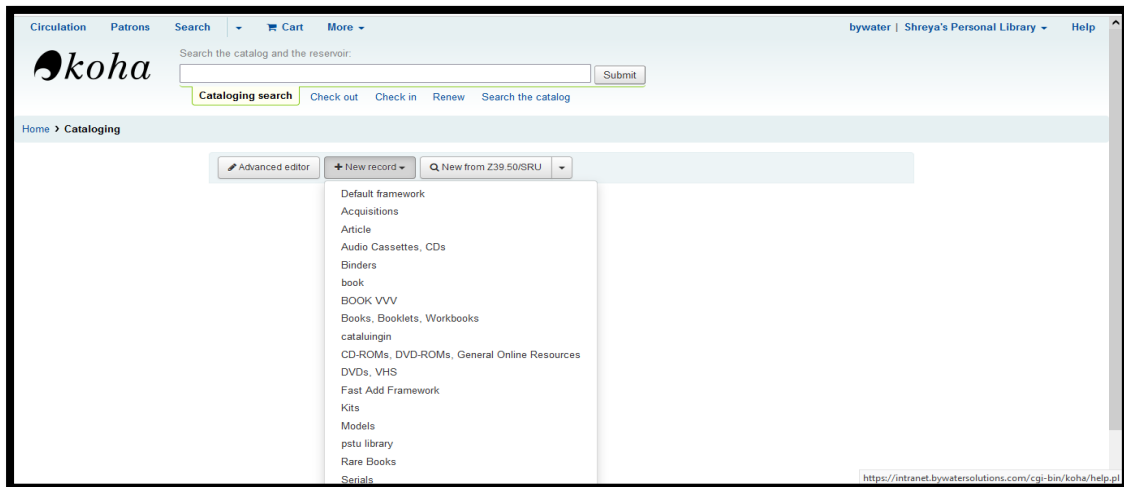 Circulation Patrons Search Cart More bywater | Shreya's Personal Library Help
koha
Search the catalog and the reservoir:
Submit
Cataloging search Check out Check in Renew Search the catalog
Home › Cataloging
Advanced editor + New record New from Z39.50/SRU
Default framework
Acquisitions
Article
Audio Cassettes, CDs
Binders
book
BOOK VVV
Books, Booklets, Workbooks
cataluingin
CD-ROMs, DVD-ROMs, General Online Resources
DVDs, VHS
Fast Add Framework
Kits
Models
pstu library
Rare Books
Serials
https://intranet.bywatersolutions.com/cgi-bin/koha/help.pl